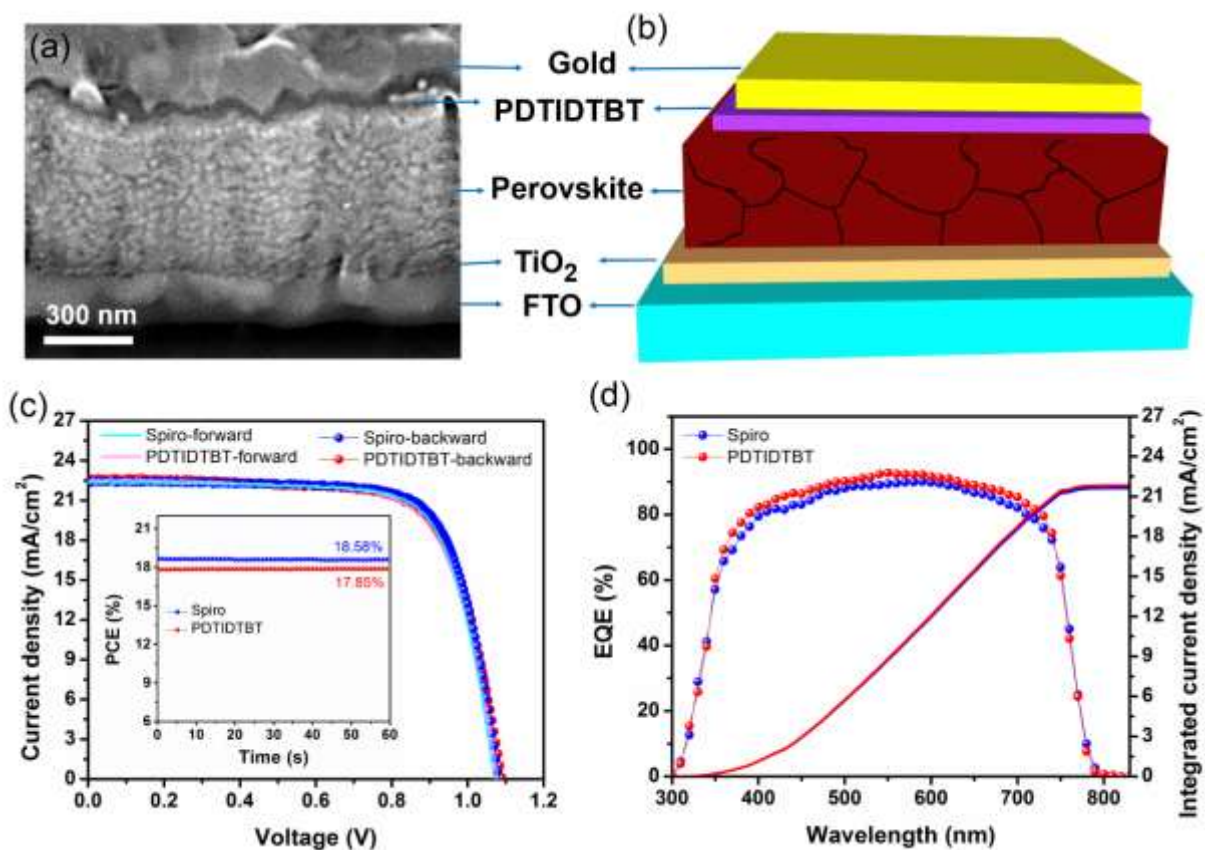 (a)
Gold
PDTIDTBT
Perovskite
TiO₂
FTO
300 nm
(b)
(c)
Current density (mA/cm²)
27
24
21
18
15
12
9
6
3
0
Spiro-forward
PDTIDTBT-forward
Spiro-backward
PDTIDTBT-backward
PCE (%)
21
18
15
12
9
6
18.58%
17.85%
Spiro
PDTIDTBT
0 10 20 30 40 50 60
Time (s)
0.0 0.2 0.4 0.6 0.8 1.0 1.2
Voltage (V)
(d)
EQE (%)
100
80
60
40
20
0
Spiro
PDTIDTBT
27
24
21
18
15
12
9
6
3
0
Integrated current density (mA/cm²)
300 400 500 600 700 800
Wavelength (nm)